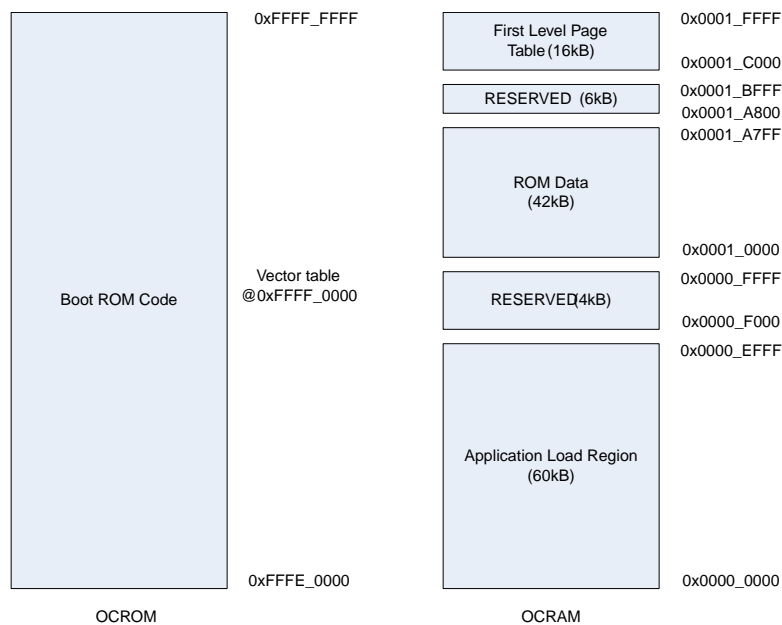 0xFFFF_FFFF
Boot ROM Code
Vector table
@0xFFFF_0000
0xFFFE_0000
OCROM
First Level Page
Table (16kB)
0x0001_FFFF
0x0001_C000
RESERVED (6kB)
0x0001_BFFF
0x0001_A800
0x0001_A7FF
ROM Data
(42kB)
0x0001_0000
0x0000_FFFF
RESERVED(4kB)
0x0000_F000
0x0000_EFFF
Application Load Region
(60kB)
0x0000_0000
OCRAM